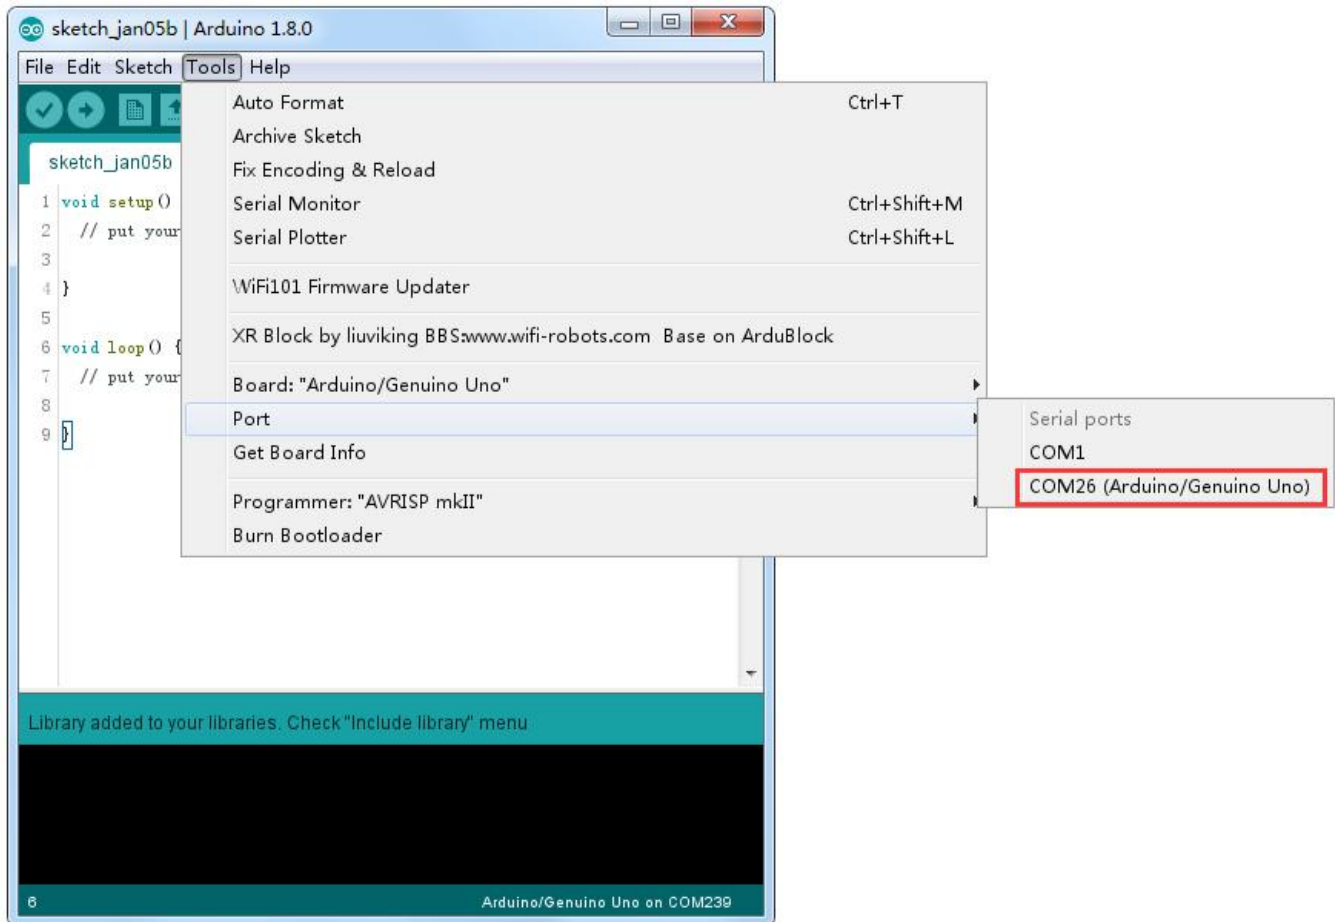 sketch_jan05b | Arduino 1.8.0
File Edit Sketch Tools Help
Auto Format Ctrl+T
Archive Sketch
sketch_jan05b
Fix Encoding & Reload
1 void setup()
Serial Monitor Ctrl+Shift+M
2 // put your
Serial Plotter Ctrl+Shift+L
3
4 }
WiFi101 Firmware Updater
5
XR Block by liuviking BBS:www.wifi-robots.com Base on ArduBlock
6 void loop() {
7 // put your
Board: "Arduino/Genuino Uno"
8
Port
Serial ports
9 }
Get Board Info
COM1
COM26 (Arduino/Genuino Uno)
Programmer: "AVRISP mkII"
Burn Bootloader
Library added to your libraries. Check "Include library" menu
6 Arduino/Genuino Uno on COM239